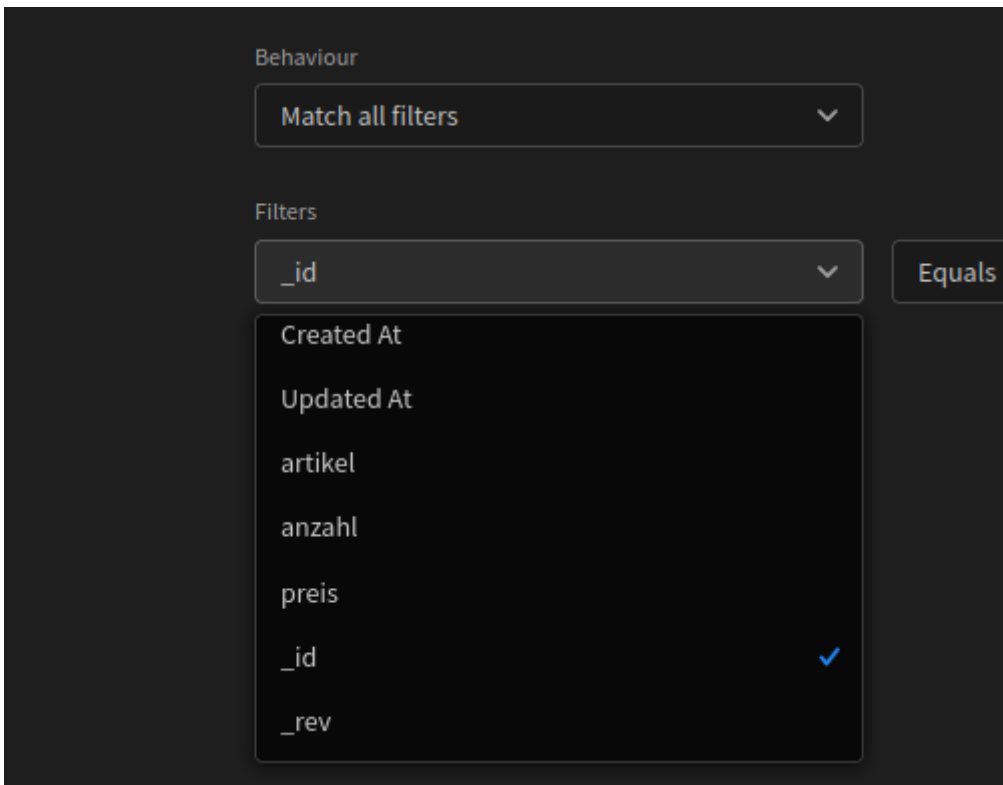 Behaviour
Match all filters
Filters
_id
Equals
Created At
Updated At
artikel
anzahl
preis
_id
_rev